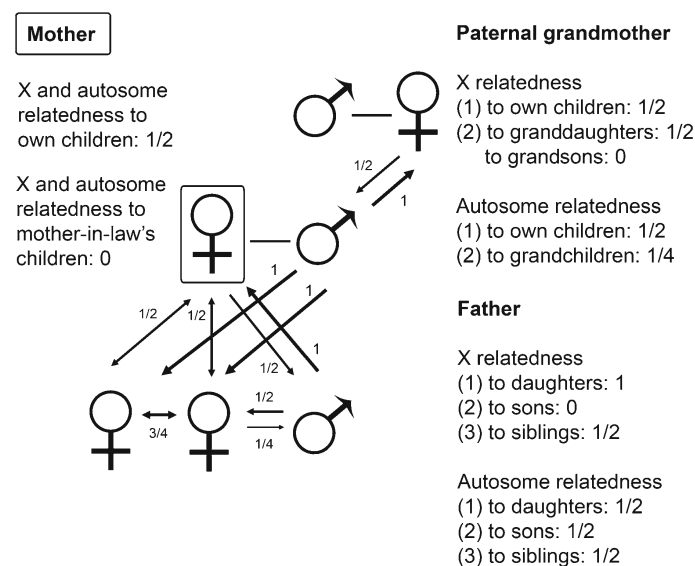 Mother
X and autosome
relatedness to
own children: 1/2
X and autosome
relatedness to
mother-in-law's
children: 0
1/2
1
1
1
1/2
1/2
1/2
1
3/4
1/2
1/4
Paternal grandmother
X relatedness
(1) to own children: 1/2
(2) to granddaughters: 1/2
to grandsons: 0
Autosome relatedness
(1) to own children: 1/2
(2) to grandchildren: 1/4
Father
X relatedness
(1) to daughters: 1
(2) to sons: 0
(3) to siblings: 1/2
Autosome relatedness
(1) to daughters: 1/2
(2) to sons: 1/2
(3) to siblings: 1/2